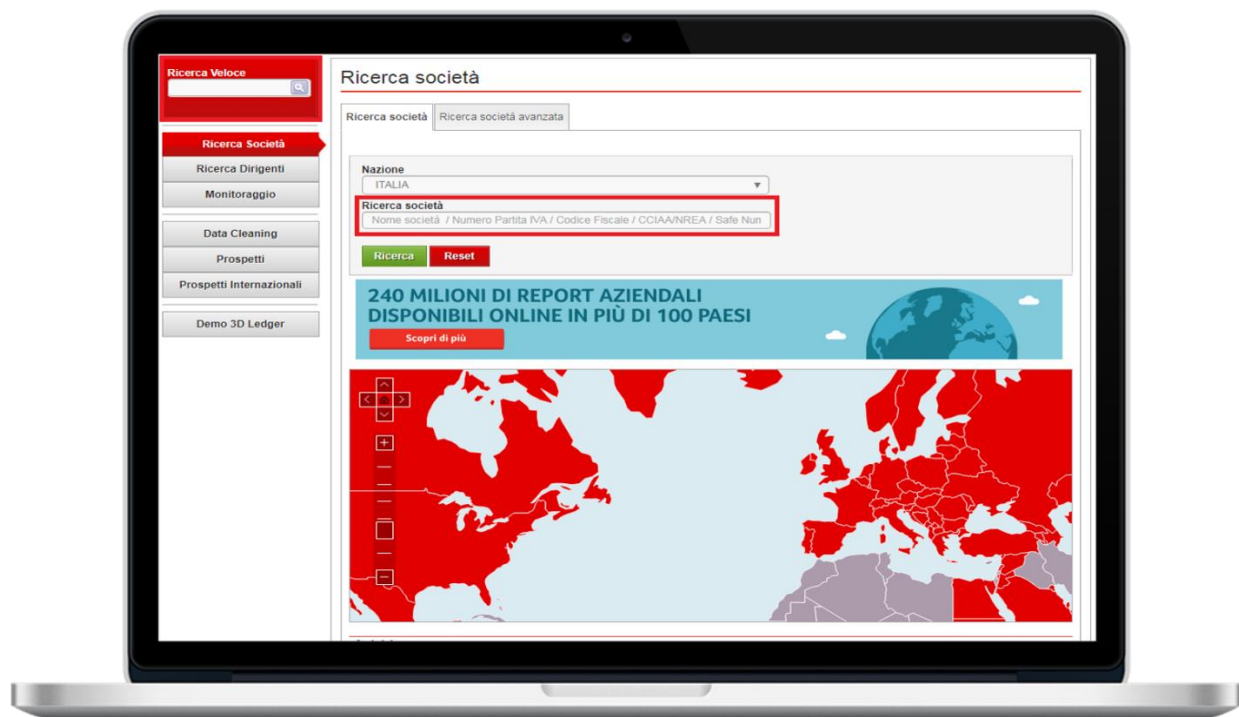 Ricerca Veloce
Ricerca Società
Ricerca Dirigenti
Monitoraggio
Data Cleaning
Prospetti
Prospetti Internazionali
Demo 3D Ledger
Ricerca società
Ricerca società
Ricerca società avanzata
Nazione
ITALIA
Ricerca società
Nome società / Numero Partita IVA / Codice Fiscale / CCIAA/NREA / Safe Num
Ricerca
Reset
240 MILIONI DI REPORT AZIENDALI
DISPONIBILI ONLINE IN PIÙ DI 100 PAESI
Scopri di più